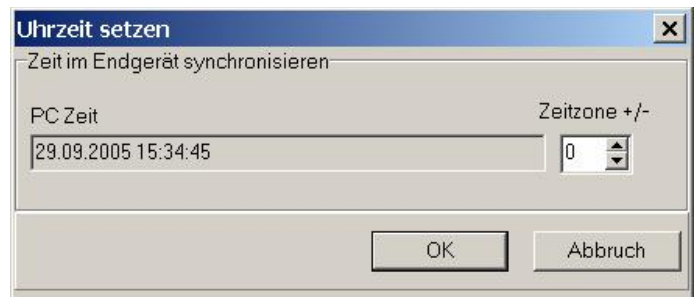 Uhrzeit setzen
Zeit im Endgerät synchronisieren
PC Zeit
Zeitzone +/-
29.09.2005 15:34:45
0
OK
Abbruch